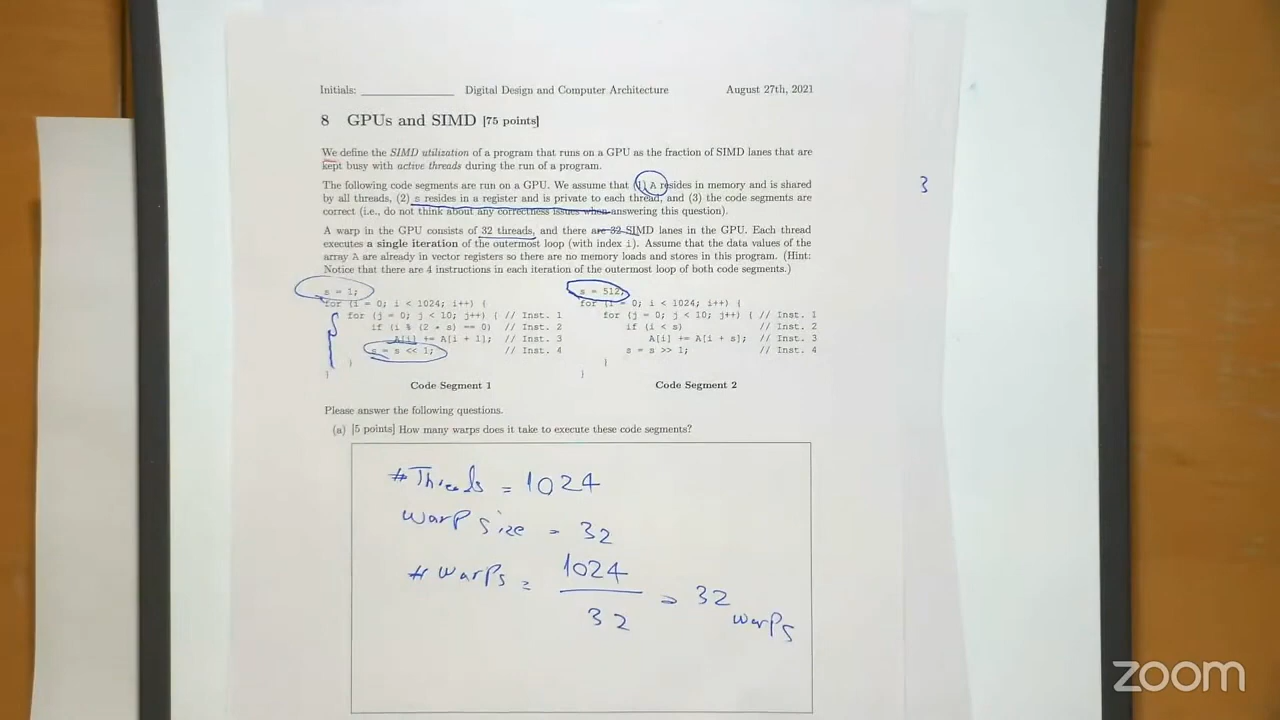 Initials: ____________ Digital Design and Computer Architecture August 27th, 2021
8 GPUs and SIMD [75 points]
We define the SIMD utilization of a program that runs on a GPU as the fraction of SIMD lanes that are
kept busy with active threads during the run of a program.
The following code segments are run on a GPU. We assume that (1) A resides in memory and is shared
by all threads, (2) s resides in a register and is private to each thread, and (3) the code segments are
correct (i.e., do not think about any correctness issues when answering this question).
A warp in the GPU consists of 32 threads, and there are 32 SIMD lanes in the GPU. Each thread
executes a single iteration of the outermost loop (with index i). Assume that the data values of the
array A are already in vector registers so there are no memory loads and stores in this program. (Hint:
Notice that there are 4 instructions in each iteration of the outermost loop of both code segments.)
s = 1;
for (i = 0; i < 1024; i++) {
for (j = 0; j < 10; j++) { // Inst. 1
if (i % (2 * s) == 0) // Inst. 2
A[i] += A[i + 1]; // Inst. 3
s = s << 1; // Inst. 4
}
}
Code Segment 1
s = 512;
for (i = 0; i < 1024; i++) {
for (j = 0; j < 10; j++) { // Inst. 1
if (i < s) // Inst. 2
A[i] += A[i + s]; // Inst. 3
s = s >> 1; // Inst. 4
}
}
Code Segment 2
3
Please answer the following questions.
(a) [5 points] How many warps does it take to execute these code segments?
# Threads = 1024
warp size = 32
# warps = 1024 / 32 = 32 warps
zoom